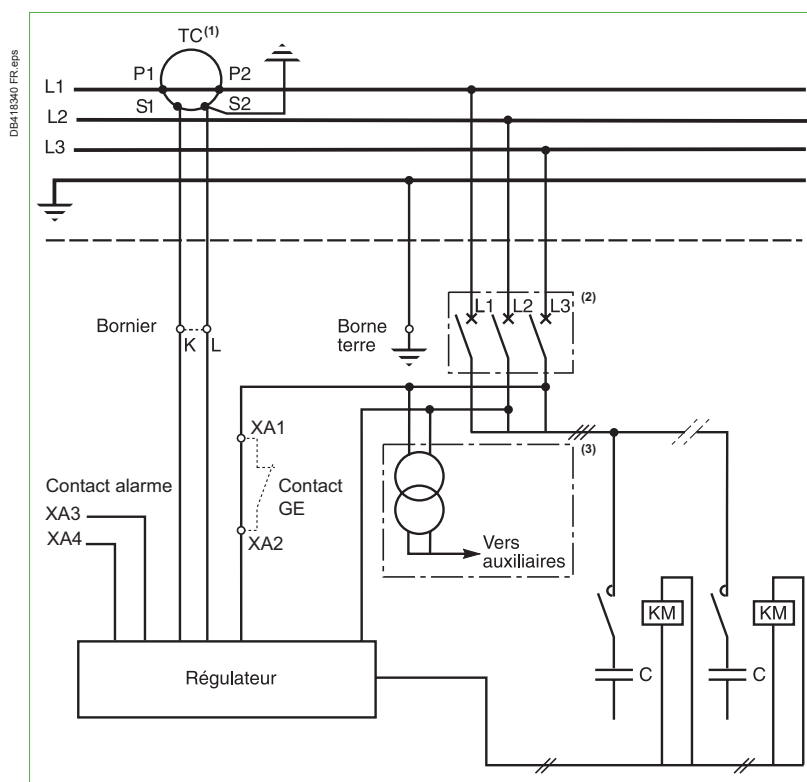 DB418340 FR.eps
TC(1)
P1
P2
L1
S1
S2
L2
L3
L1
L2
L3
(2)
Bornier
K
L
Borne
terre
XA1
(3)
Contact alarme
Contact
GE
XA3
XA4
XA2
Vers
auxiliaires
KM
KM
C
C
Régulateur